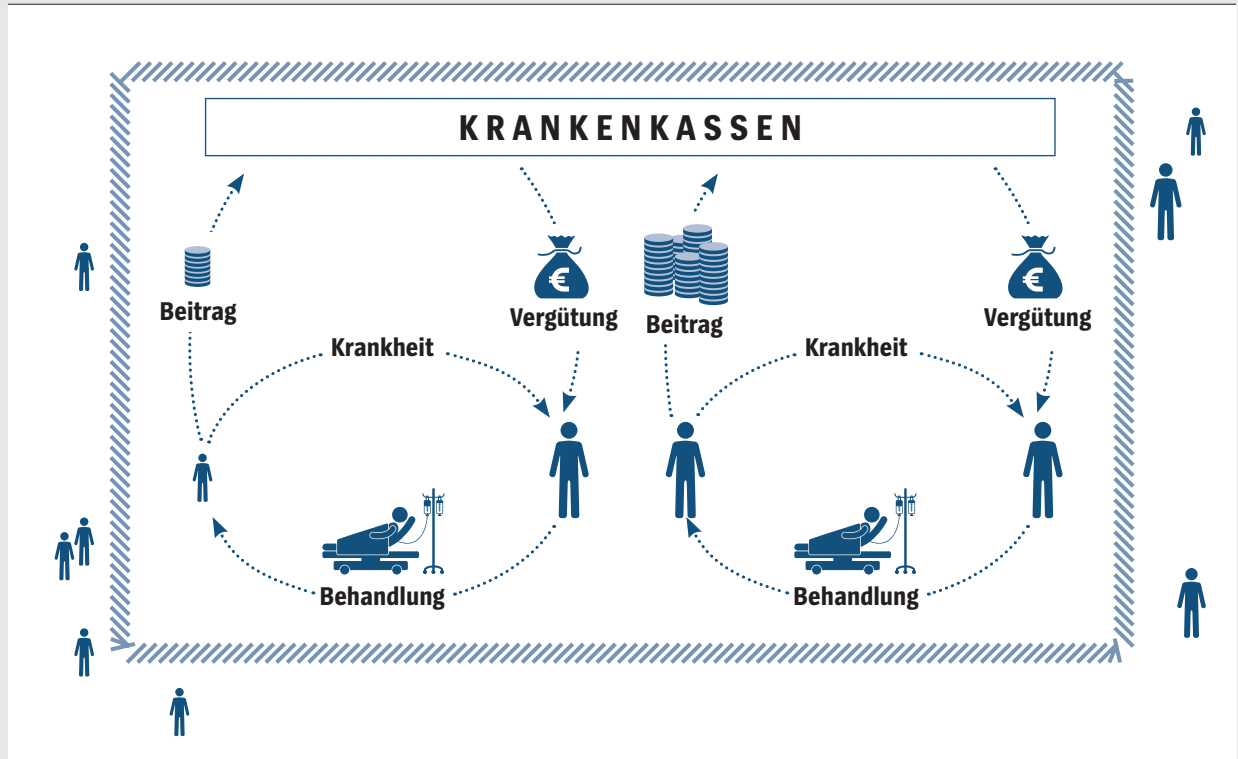 KRANKENKASSEN
€
€
Beitrag
Vergütung
Beitrag
Vergütung
Krankheit
Krankheit
Behandlung
Behandlung